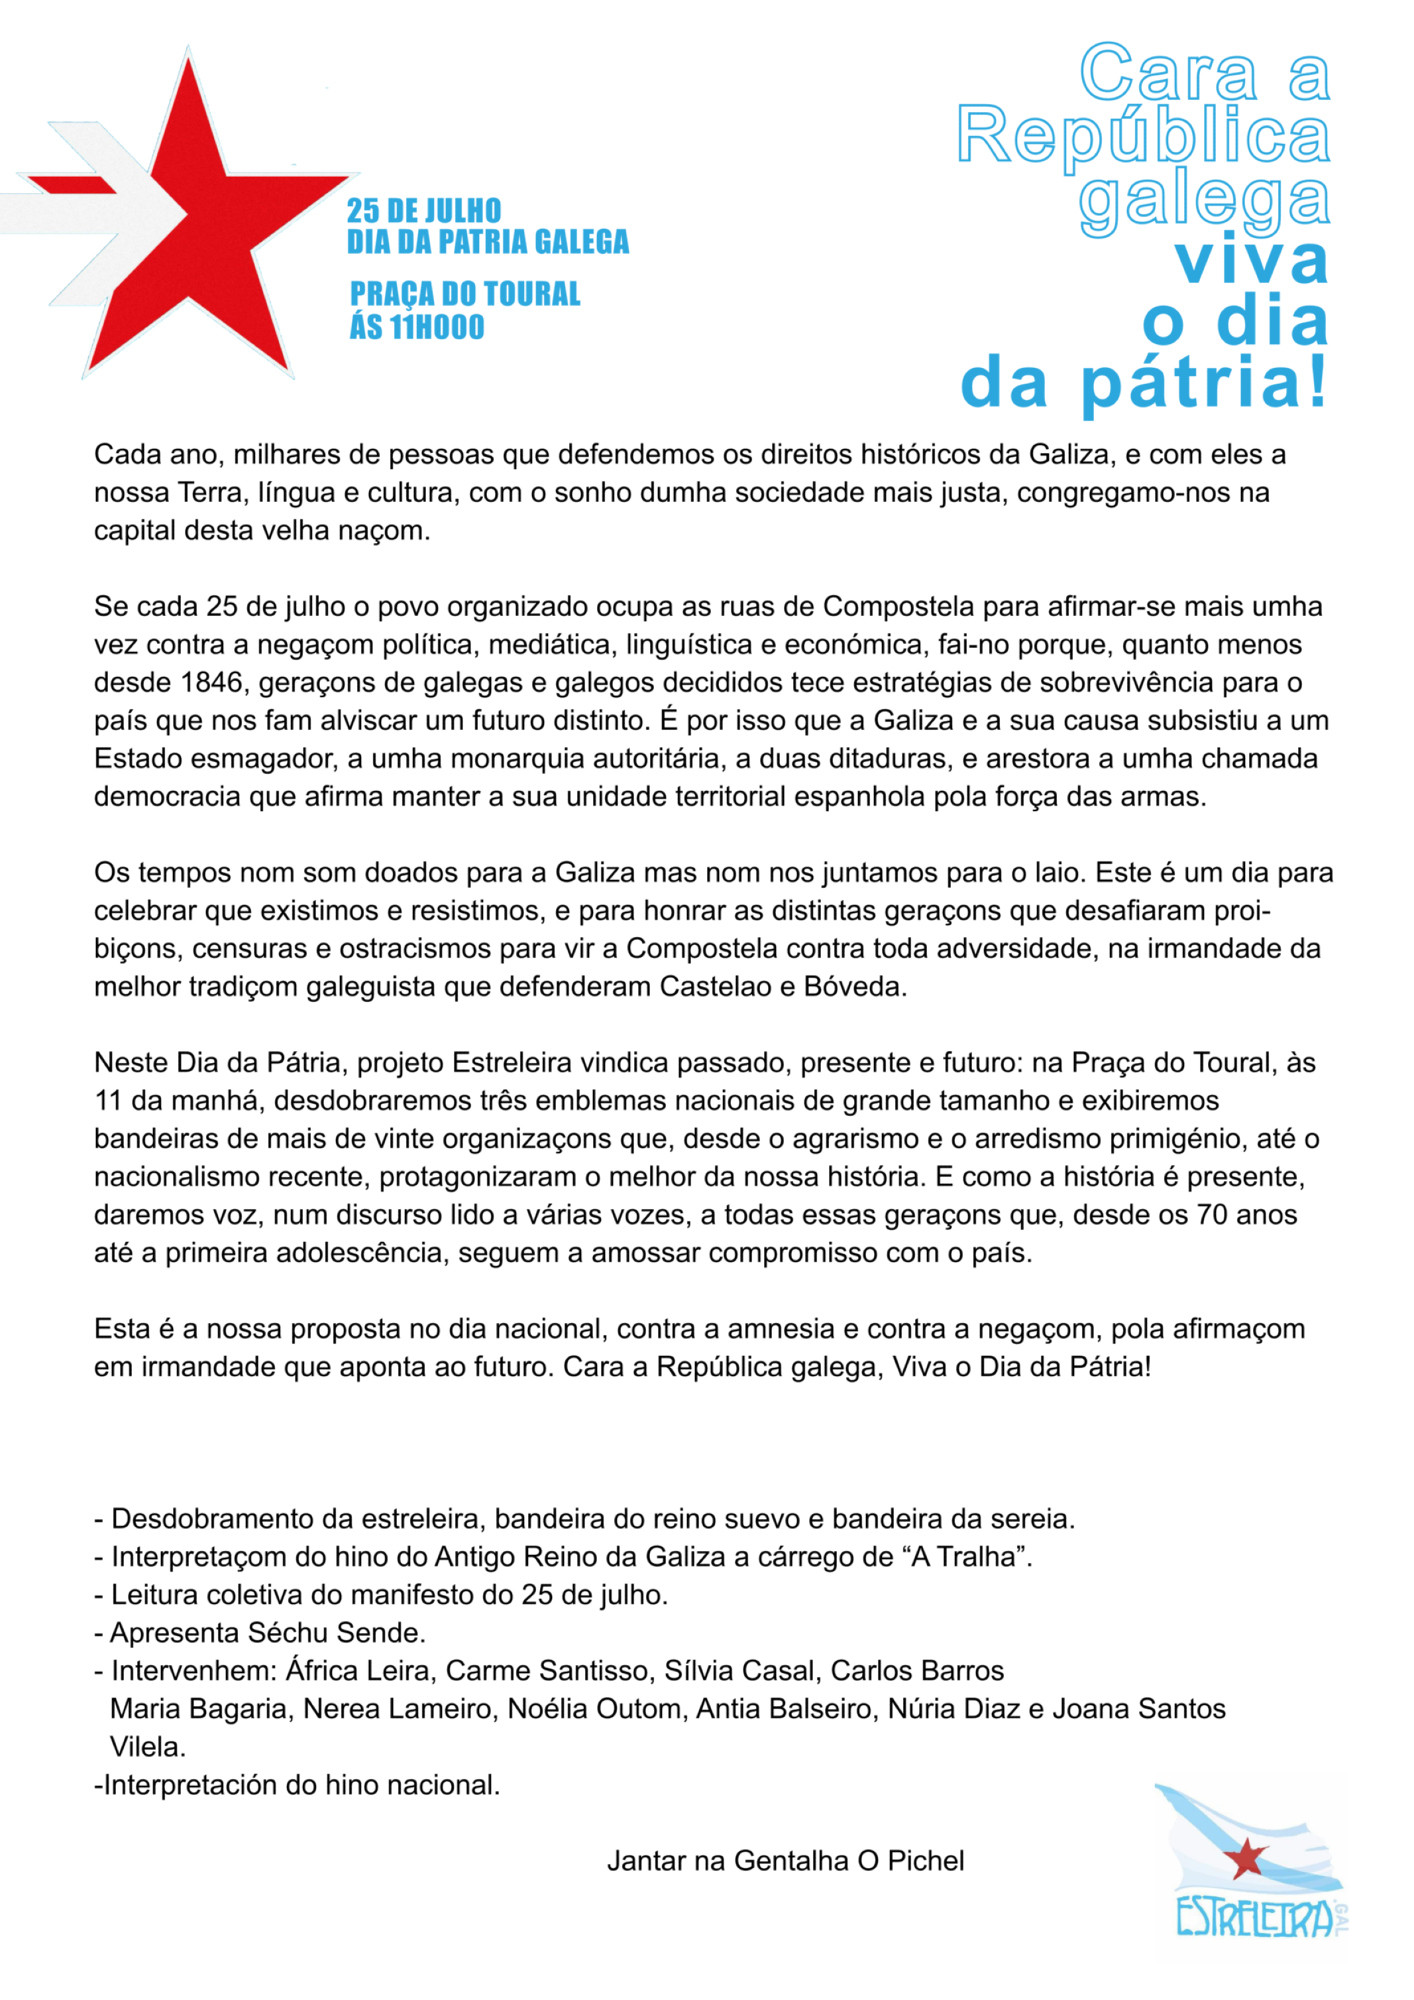 Cara a
República
galega
viva
o dia
da pátria!
25 DE JULHO
DIA DA PATRIA GALEGA
PRAÇA DO TOURAL
ÁS 11H000
Cada ano, milhares de pessoas que defendemos os direitos históricos da Galiza, e com eles a
nossa Terra, língua e cultura, com o sonho dumha sociedade mais justa, congregamo-nos na
capital desta velha naçom.
Se cada 25 de julho o povo organizado ocupa as ruas de Compostela para afirmar-se mais umha
vez contra a negaçom política, mediática, linguística e económica, fai-no porque, quanto menos
desde 1846, geraçons de galegas e galegos decididos tece estratégias de sobrevivência para o
país que nos fam alviscar um futuro distinto. É por isso que a Galiza e a sua causa subsistiu a um
Estado esmagador, a umha monarquia autoritária, a duas ditaduras, e arestora a umha chamada
democracia que afirma manter a sua unidade territorial espanhola pola força das armas.
Os tempos nom som doados para a Galiza mas nom nos juntamos para o laio. Este é um dia para
celebrar que existimos e resistimos, e para honrar as distintas geraçons que desafiaram proi-
biçons, censuras e ostracismos para vir a Compostela contra toda adversidade, na irmandade da
melhor tradiçom galeguista que defenderam Castelao e Bóveda.
Neste Dia da Pátria, projeto Estreleira vindica passado, presente e futuro: na Praça do Toural, às
11 da manhá, desdobraremos três emblemas nacionais de grande tamanho e exibiremos
bandeiras de mais de vinte organizaçons que, desde o agrarismo e o arredismo primigénio, até o
nacionalismo recente, protagonizaram o melhor da nossa história. E como a história é presente,
daremos voz, num discurso lido a várias vozes, a todas essas geraçons que, desde os 70 anos
até a primeira adolescência, seguem a amossar compromisso com o país.
Esta é a nossa proposta no dia nacional, contra a amnesia e contra a negaçom, pola afirmaçom
em irmandade que aponta ao futuro. Cara a República galega, Viva o Dia da Pátria!
- Desdobramento da estreleira, bandeira do reino suevo e bandeira da sereia.
- Interpretaçom do hino do Antigo Reino da Galiza a cárrego de “A Tralha”.
- Leitura coletiva do manifesto do 25 de julho.
- Apresenta Séchu Sende.
- Intervenhem: África Leira, Carme Santisso, Sílvia Casal, Carlos Barros
Maria Bagaria, Nerea Lameiro, Noélia Outom, Antia Balseiro, Núria Diaz e Joana Santos
Vilela.
-Interpretación do hino nacional.
Jantar na Gentalha O Pichel
ESTRELEIRA.GAL